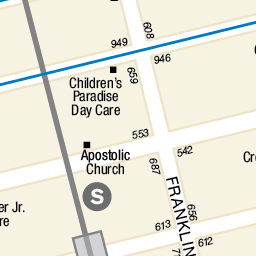 608
949
946
659
Children's
Paradise
Day Care
553
542
Apostolic
Church
687
S
FRANKLIN
656
er Jr.
re
613
612